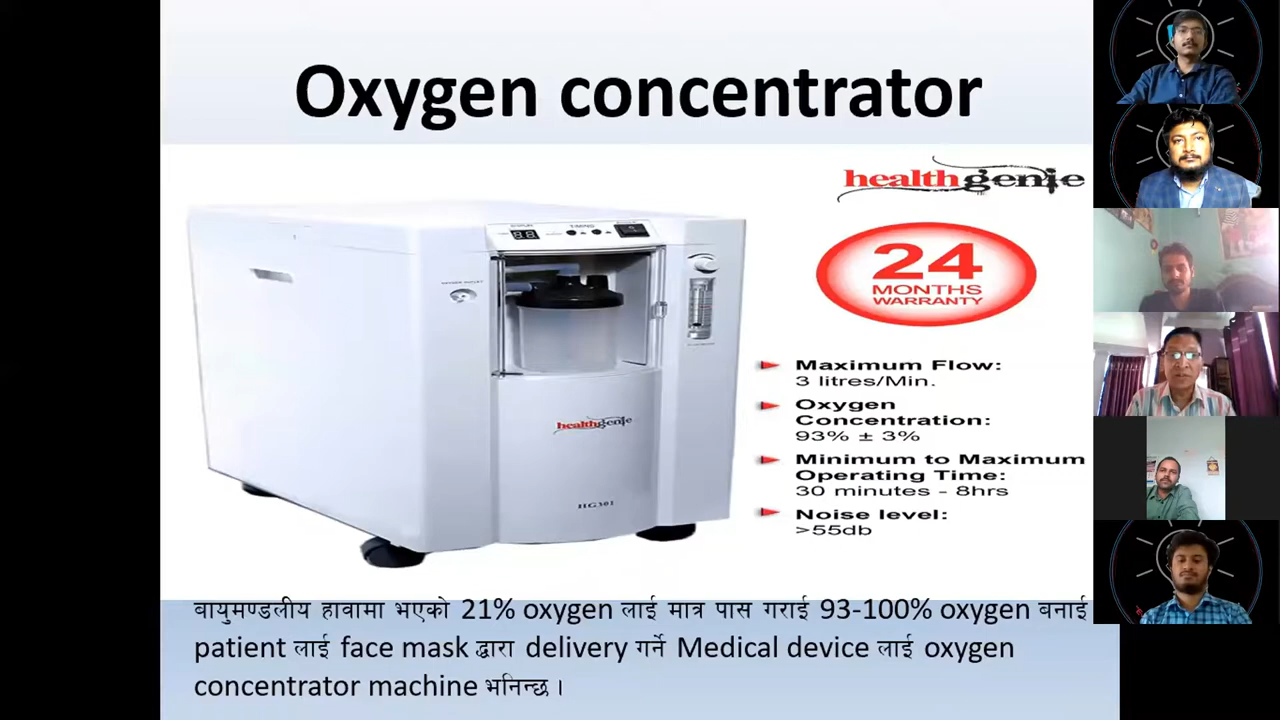 Oxygen concentrator
healthgenie
24
MONTHS
WARRANTY
Maximum Flow:
3 litres/Min.
Oxygen
Concentration:
93% ± 3%
Minimum to Maximum
Operating Time:
30 minutes - 8hrs
Noise level:
>55db
healthgenie
HG301
वायुमण्डलीय हावामा भएको 21% oxygen लाई मात्र पास गराई 93-100% oxygen बनाई
patient लाई face mask द्वारा delivery गर्ने Medical device लाई oxygen
concentrator machine भनिन्छ ।